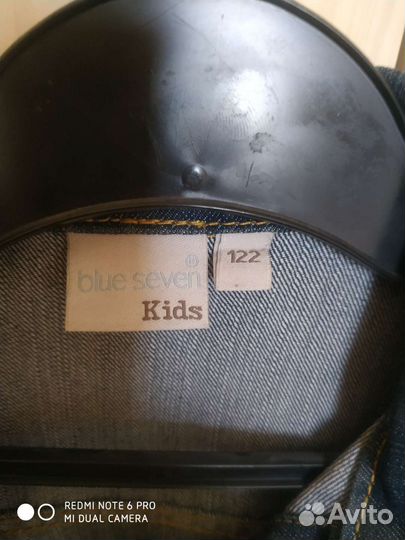 blue seven
Kids
122
REDMI NOTE 6 PRO
MI DUAL CAMERA
Avito